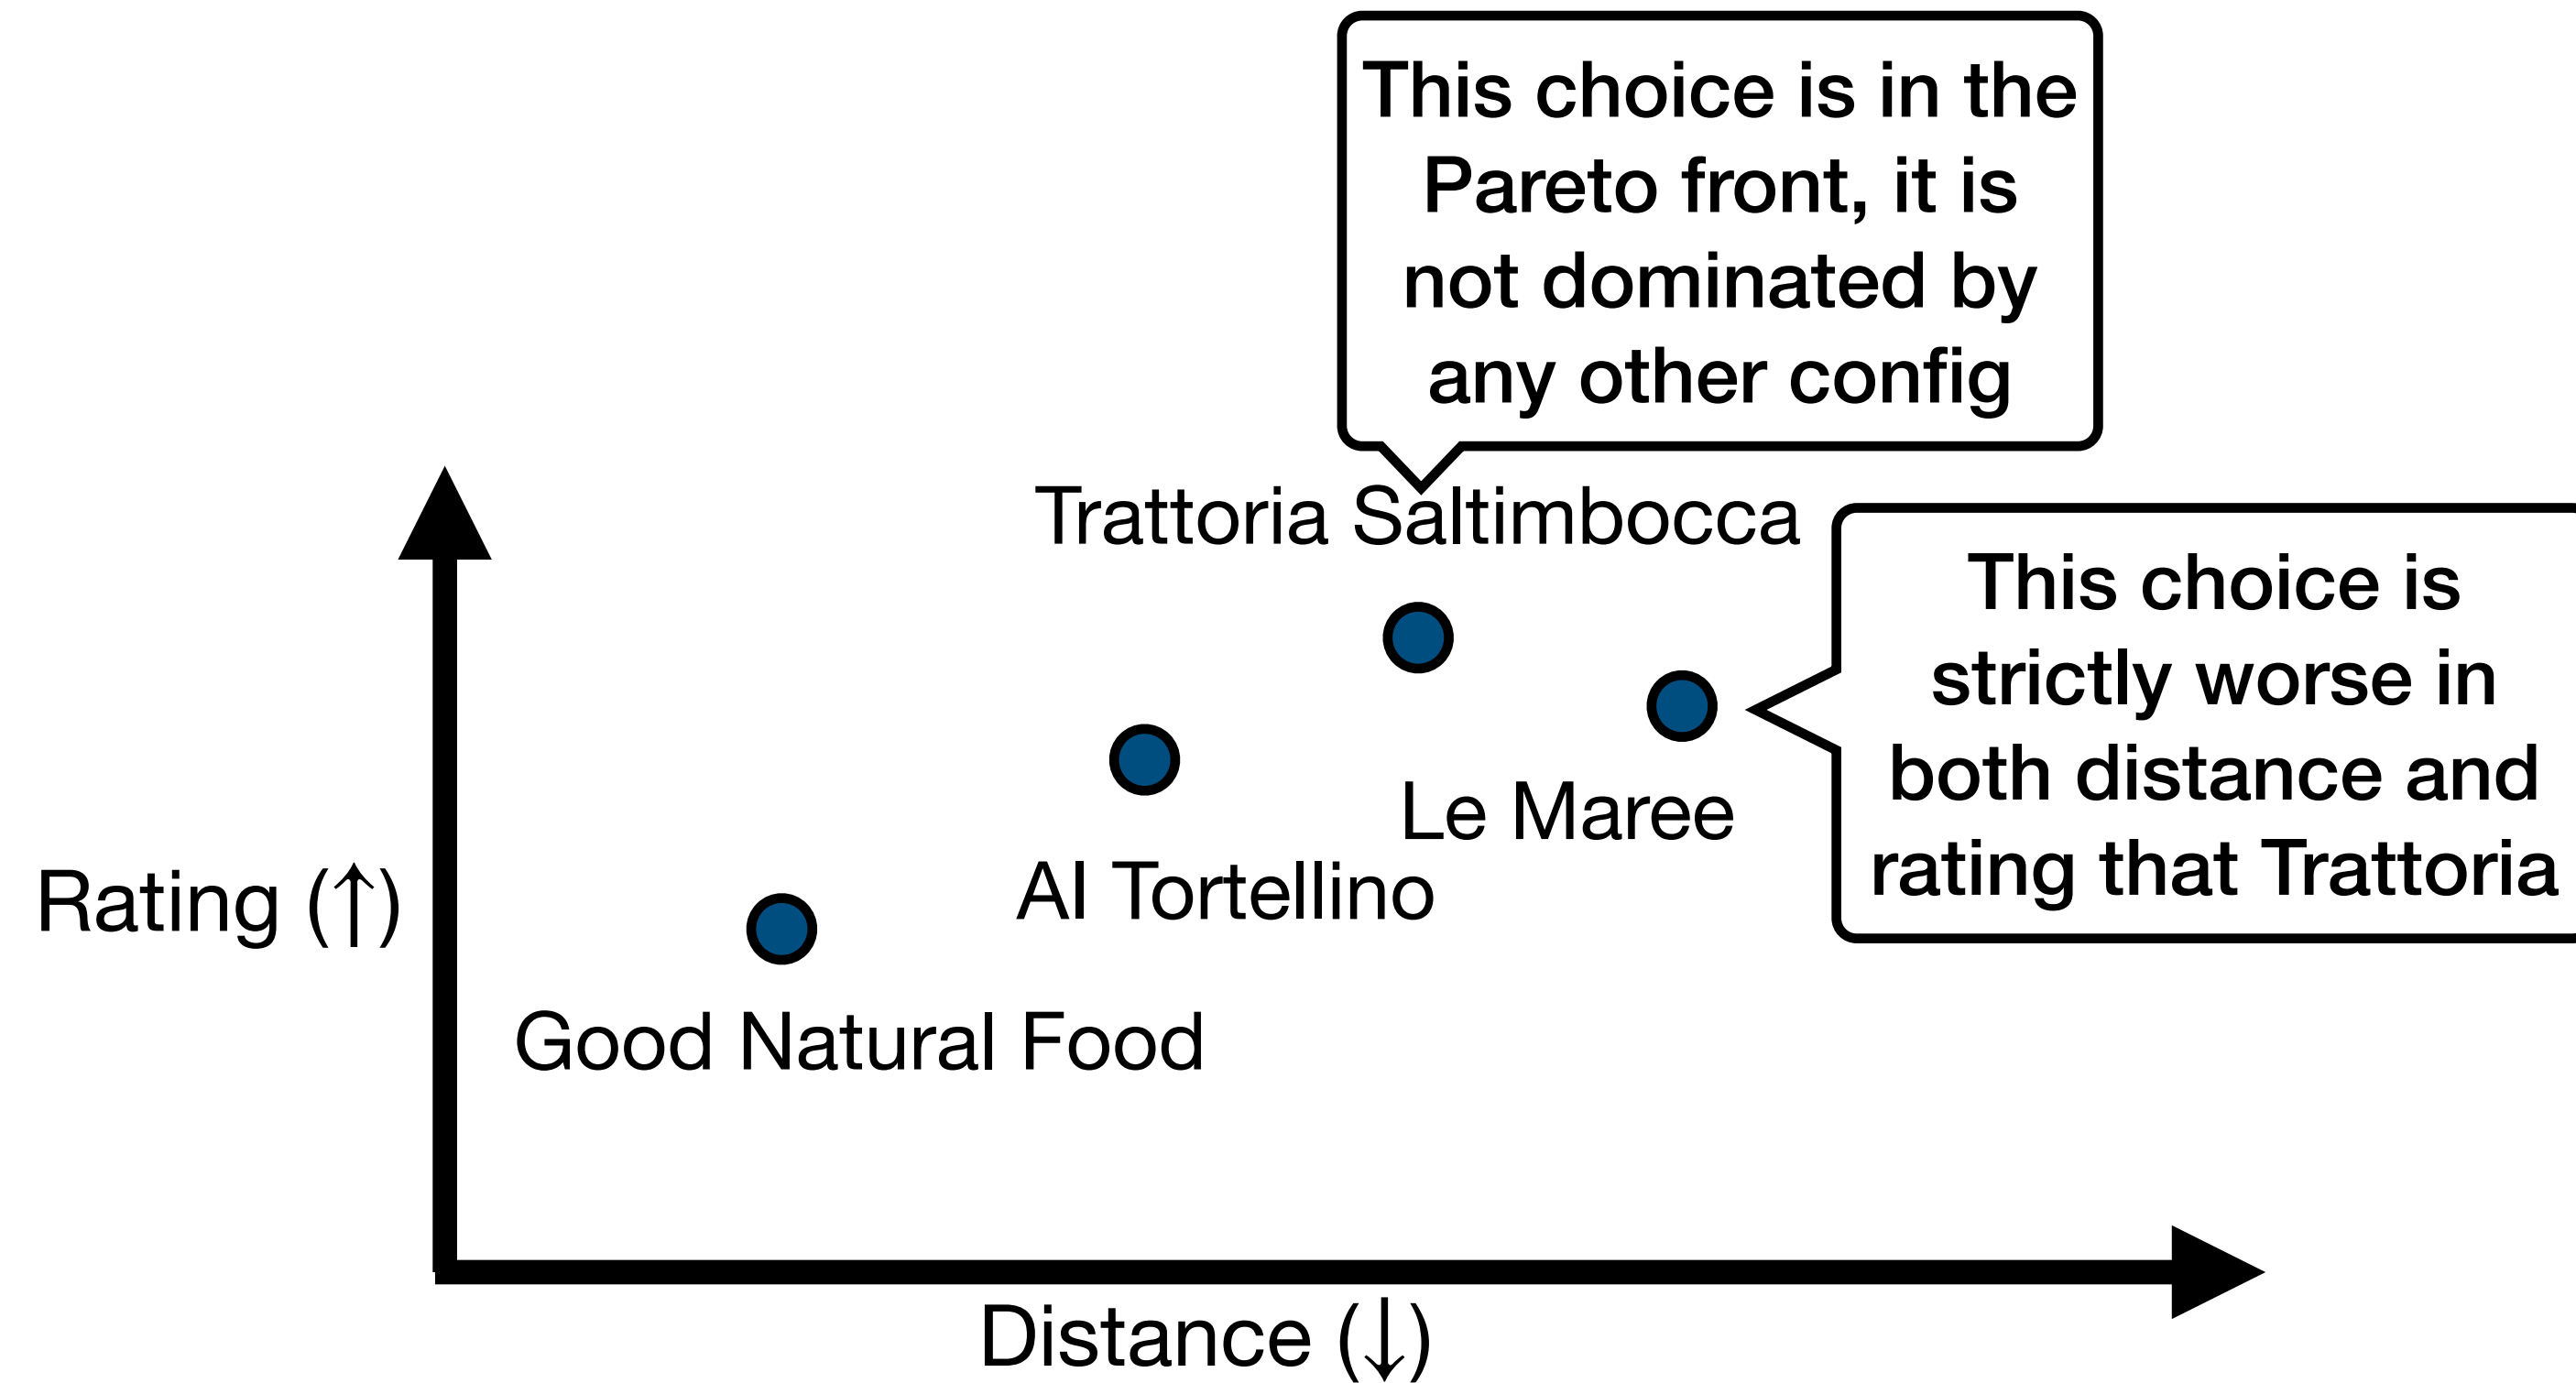 This choice is in the
Pareto front, it is
not dominated by
any other config
Trattoria Saltimbocca
This choice is
strictly worse in
both distance and
rating that Trattoria
Le Maree
Al Tortellino
Rating (↑)
Good Natural Food
Distance (↓)